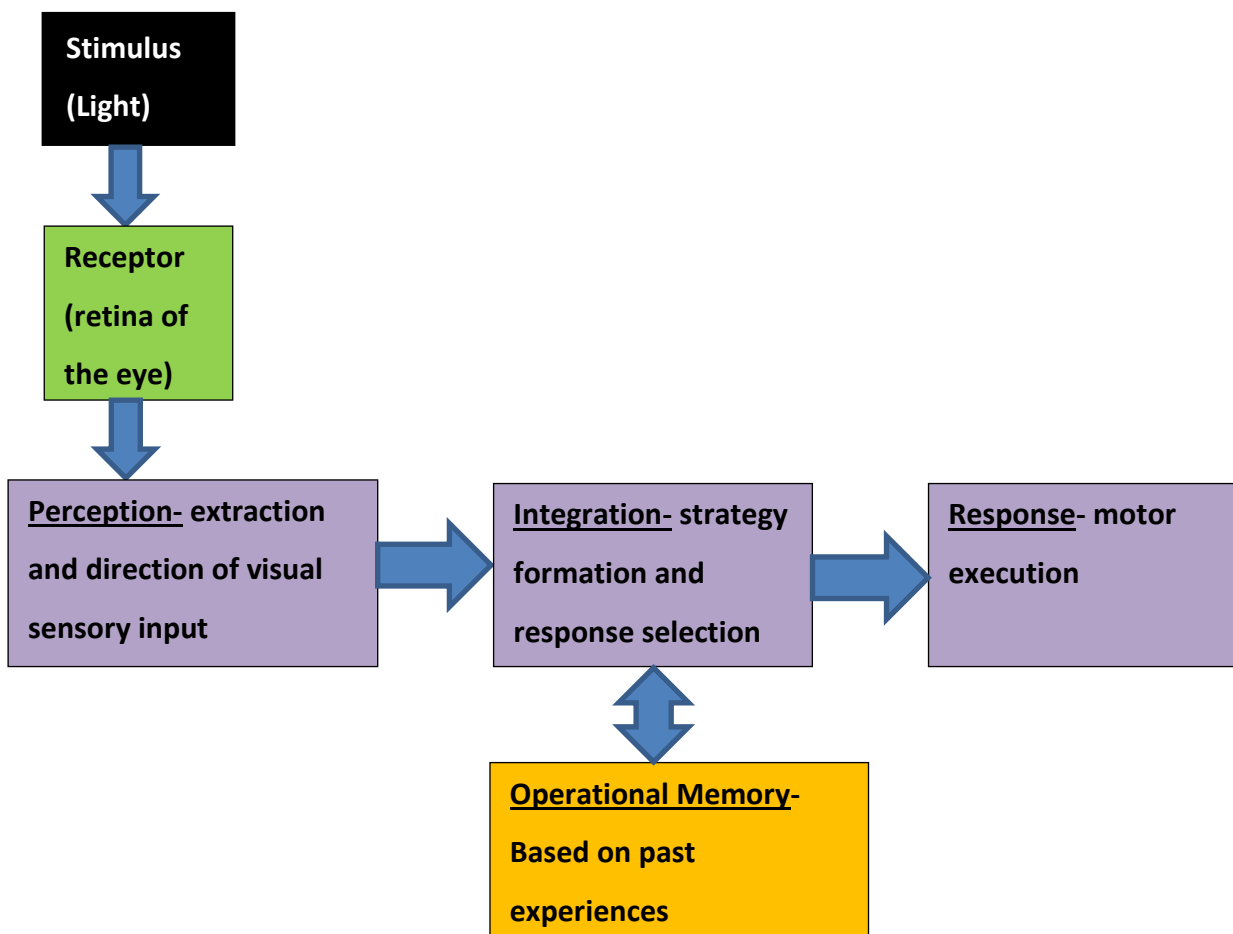 Stimulus
(Light)
Receptor
(retina of
the eye)
Perception- extraction
and direction of visual
sensory input
Integration- strategy
formation and
response selection
Response- motor
execution
Operational Memory-
Based on past
experiences